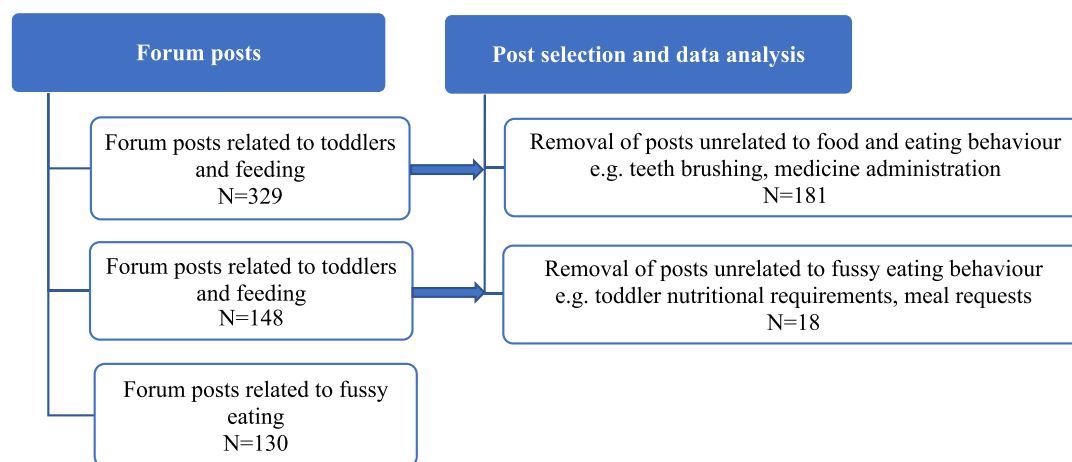 Forum posts
Post selection and data analysis
Forum posts related to toddlers
and feeding
N=329
Removal of posts unrelated to food and eating behaviour
e.g. teeth brushing, medicine administration
N=181
Forum posts related to toddlers
and feeding
N=148
Removal of posts unrelated to fussy eating behaviour
e.g. toddler nutritional requirements, meal requests
N=18
Forum posts related to fussy
eating
N=130